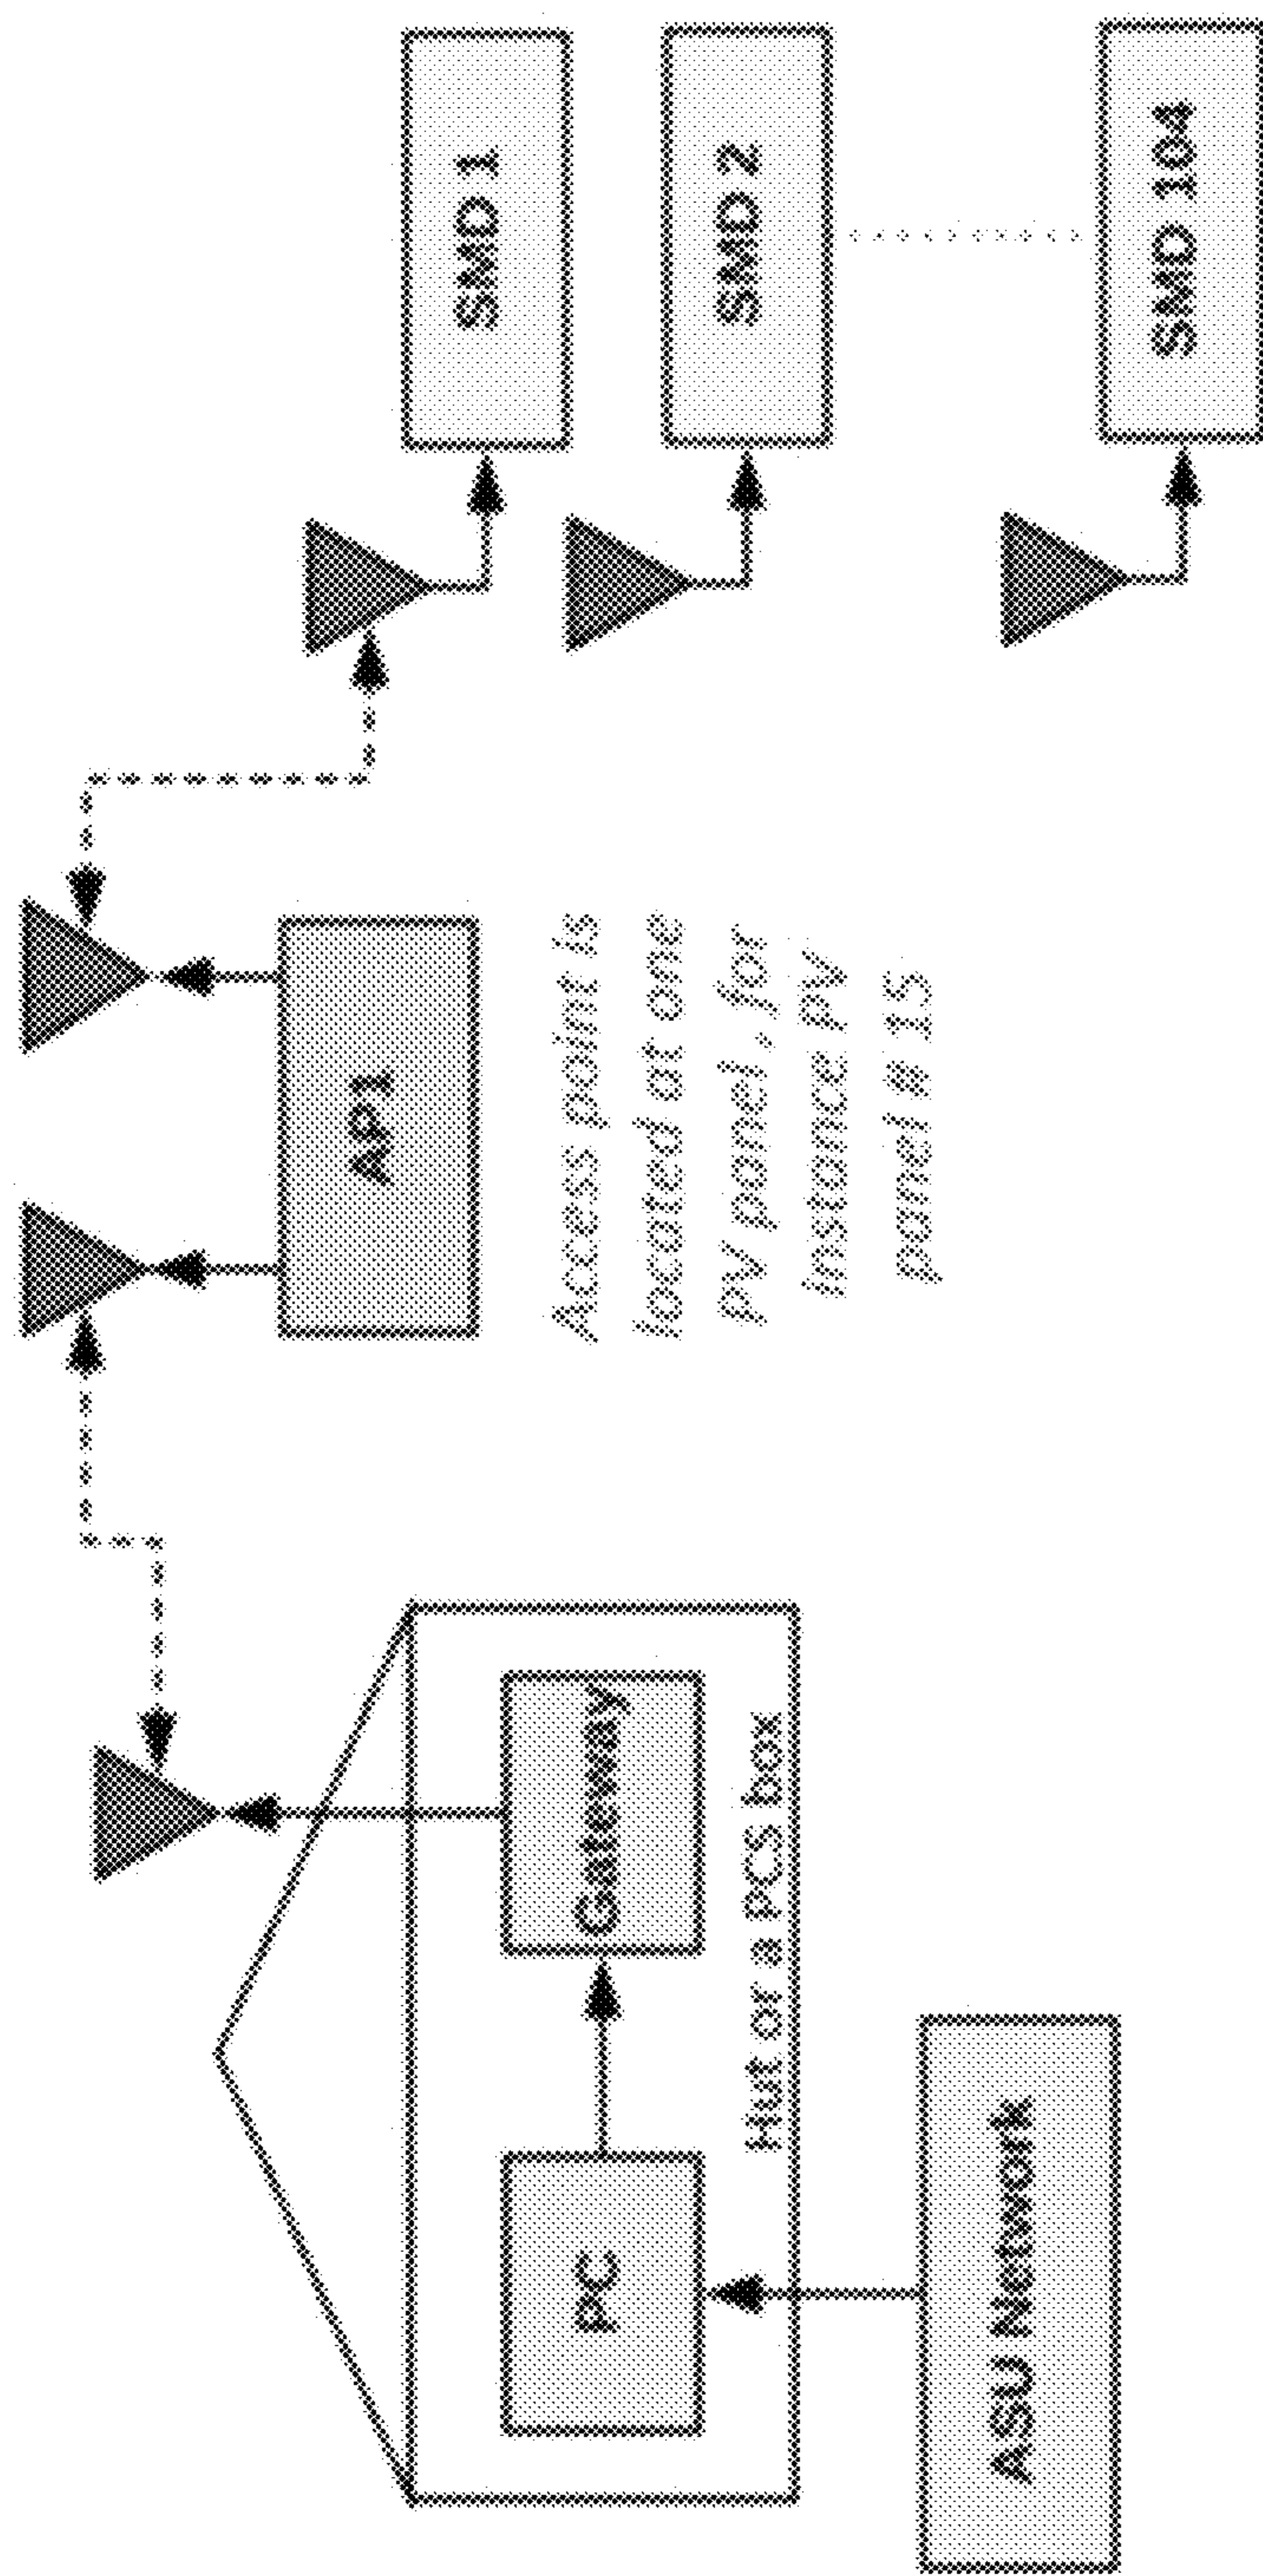 ASU Network
PC
Gateway
Hut or a PCS box
AP1
Access point is
located at one
PV panel, for
instance PV
panel # 15
SMD 1
SMD 2
SMD 104